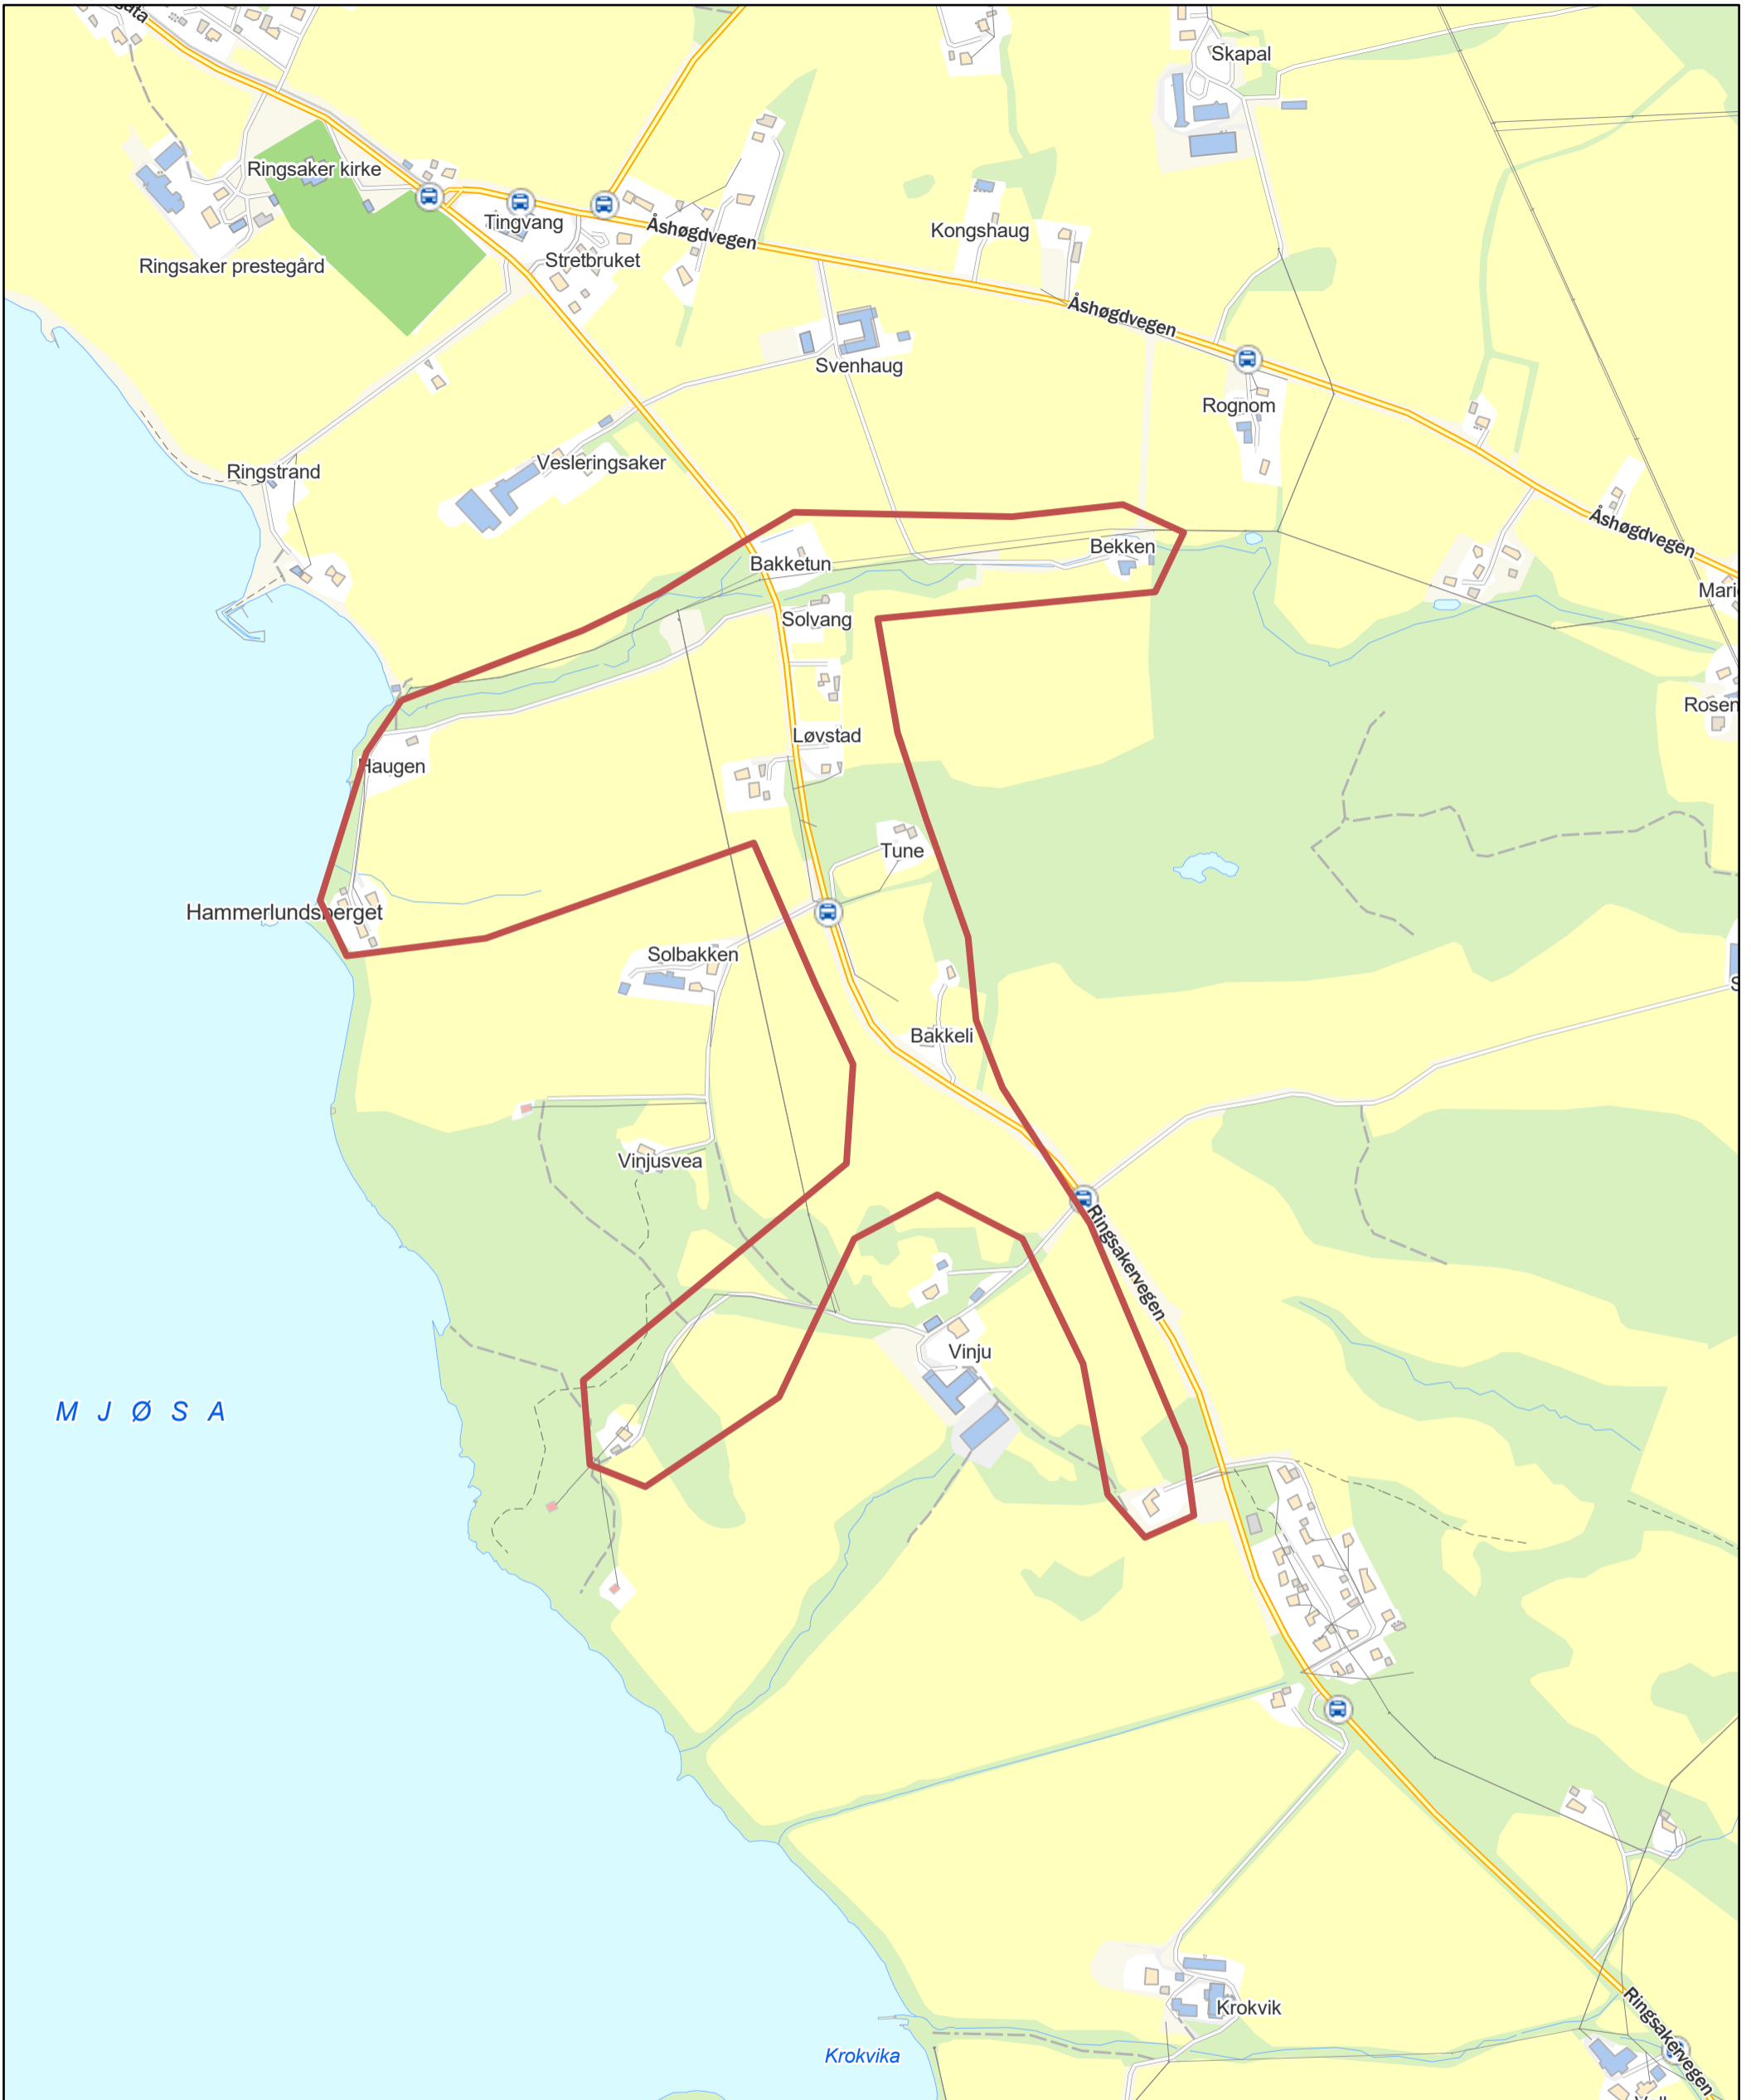 Skapal
Ringsaker kirke
Tingvang
Åshøgdvegen
Kongshaug
Stretbruket
Ringsaker prestegård
Åshøgdvegen
Svenhaug
Rognom
Vesleringsaker
Ringstrand
Åshøgdvegen
Bekken
Bakketun
Solvang
Løvstad
Haugen
Tune
Hammerlundsberget
Solbakken
Bakkeli
Vinjusvea
Ringsakervegen
Vinju
MJØSA
Krokvik
Ringsakervegen
Krokvika